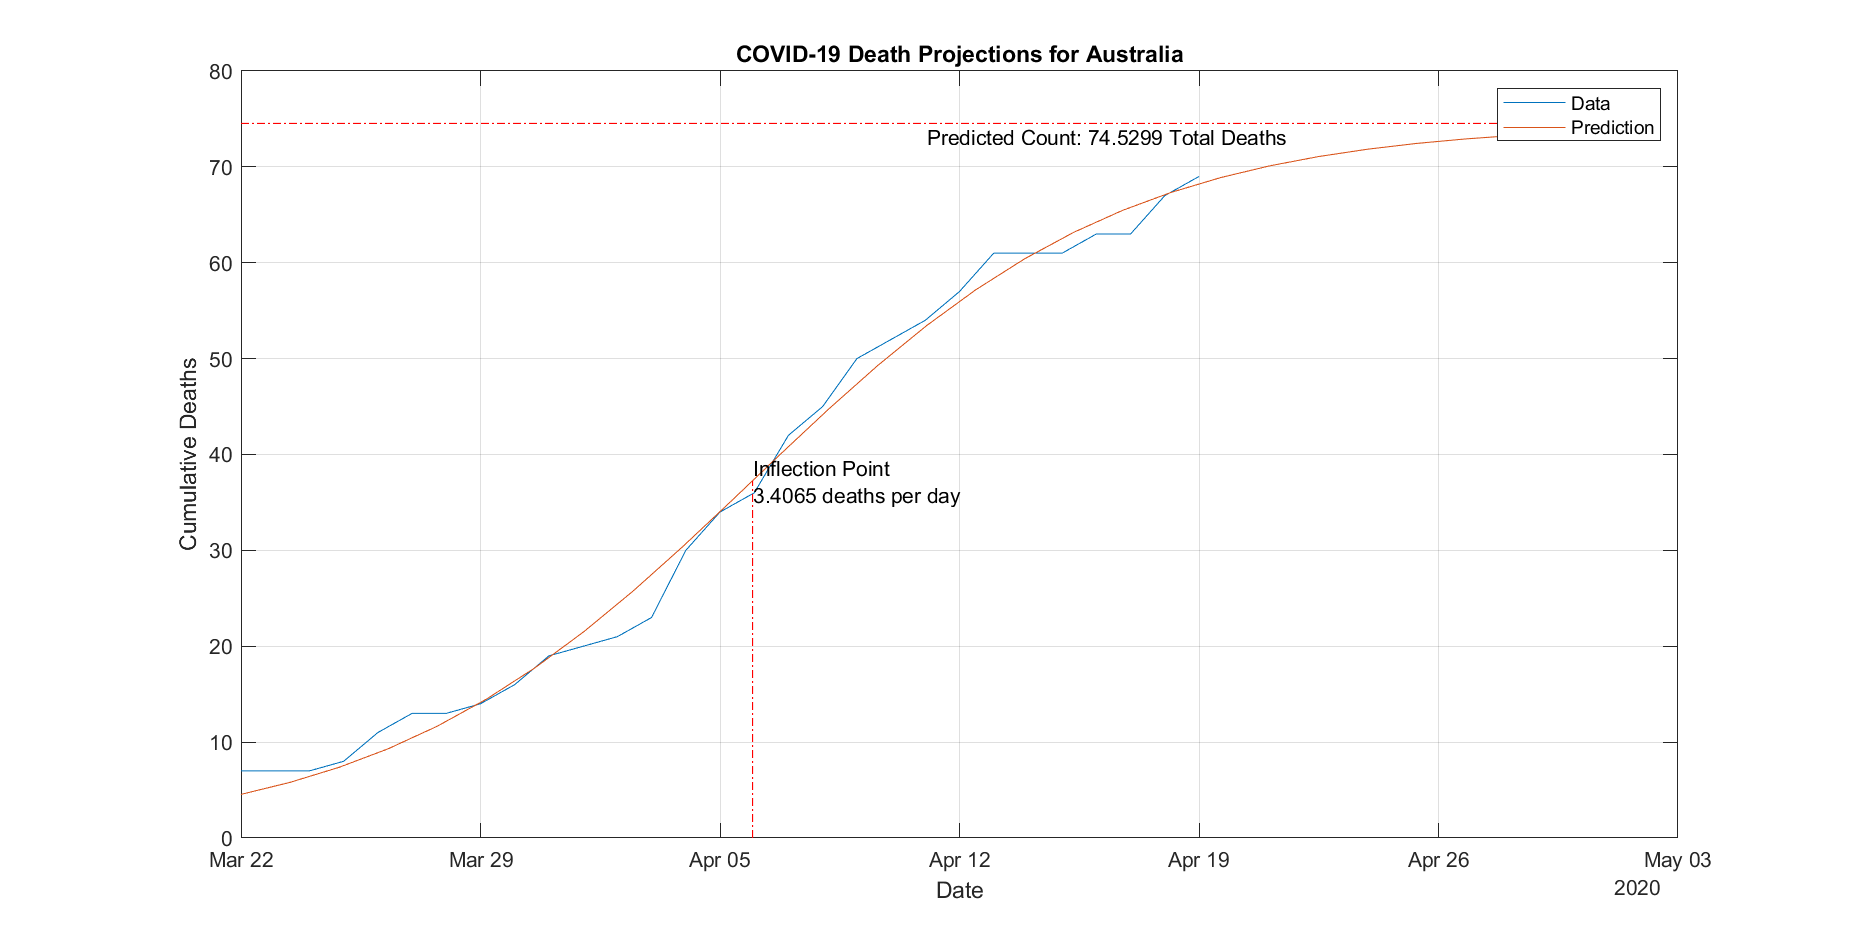 COVID-19 Death Projections for Australia
80
70
60
50
40
30
20
10
0
Cumulative Deaths
Data
Prediction
Predicted Count: 74.5299 Total Deaths
Inflection Point
3.4065 deaths per day
Mar 22
Mar 29
Apr 05
Apr 12
Apr 19
Apr 26
May 03
Date
2020